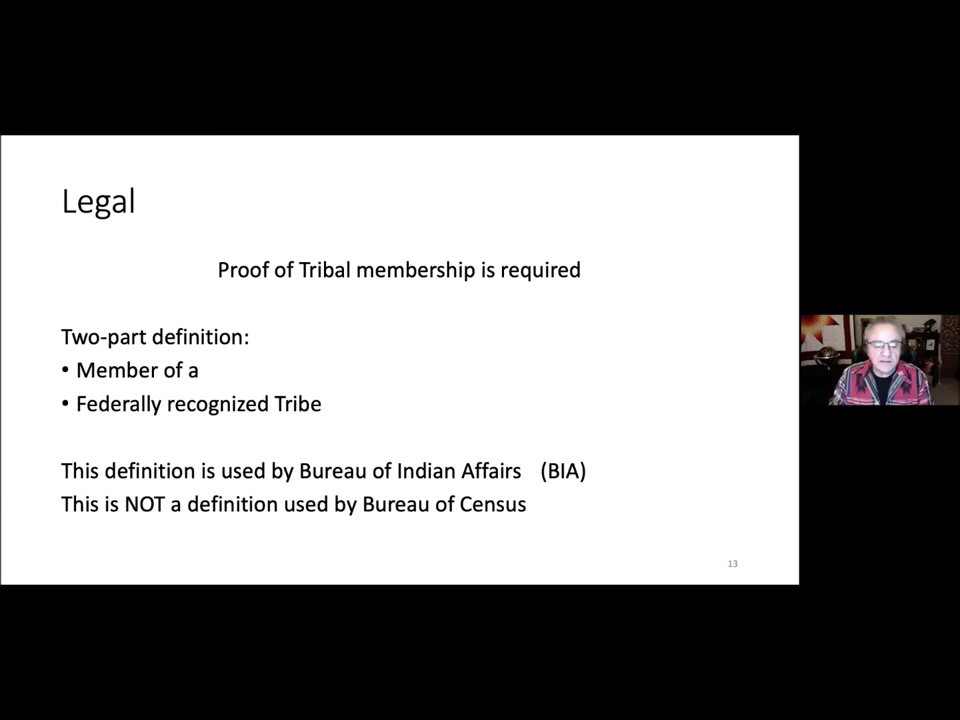 Legal
Proof of Tribal membership is required
Two-part definition:
• Member of a
• Federally recognized Tribe
This definition is used by Bureau of Indian Affairs (BIA)
This is NOT a definition used by Bureau of Census
13